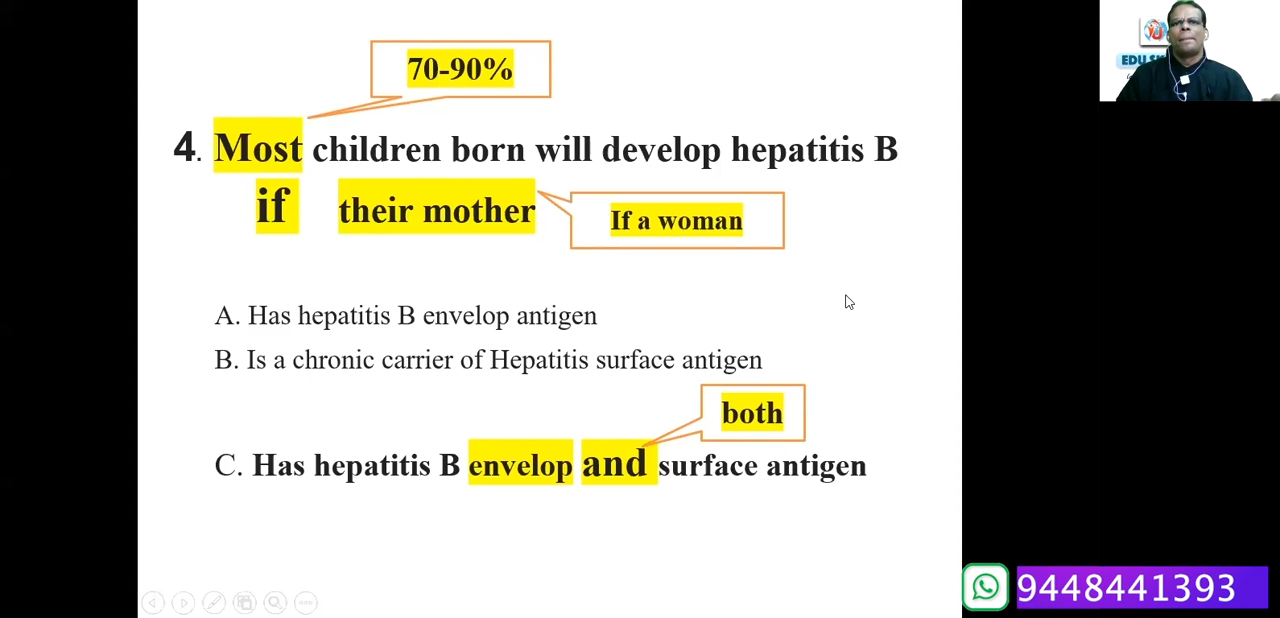 70-90%
4. Most children born will develop hepatitis B
if their mother
If a woman
A. Has hepatitis B envelop antigen
B. Is a chronic carrier of Hepatitis surface antigen
both
C. Has hepatitis B envelop and surface antigen
EDU
9448441393